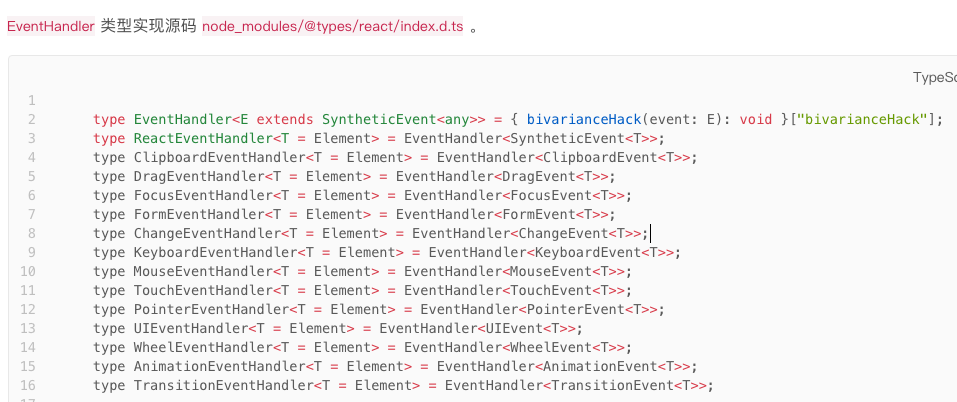 EventHandler 类型实现源码 node_modules/@types/react/index.d.ts 。
TypeSc
1
2 type EventHandler<E extends SyntheticEvent<any>> = { bivarianceHack(event: E): void }["bivarianceHack"];
3 type ReactEventHandler<T = Element> = EventHandler<SyntheticEvent<T>>;
4 type ClipboardEventHandler<T = Element> = EventHandler<ClipboardEvent<T>>;
5 type DragEventHandler<T = Element> = EventHandler<DragEvent<T>>;
6 type FocusEventHandler<T = Element> = EventHandler<FocusEvent<T>>;
7 type FormEventHandler<T = Element> = EventHandler<FormEvent<T>>;
8 type ChangeEventHandler<T = Element> = EventHandler<ChangeEvent<T>>;
9 type KeyboardEventHandler<T = Element> = EventHandler<KeyboardEvent<T>>;
10 type MouseEventHandler<T = Element> = EventHandler<MouseEvent<T>>;
11 type TouchEventHandler<T = Element> = EventHandler<TouchEvent<T>>;
12 type PointerEventHandler<T = Element> = EventHandler<PointerEvent<T>>;
13 type UIEventHandler<T = Element> = EventHandler<UIEvent<T>>;
14 type WheelEventHandler<T = Element> = EventHandler<WheelEvent<T>>;
15 type AnimationEventHandler<T = Element> = EventHandler<AnimationEvent<T>>;
16 type TransitionEventHandler<T = Element> = EventHandler<TransitionEvent<T>>;